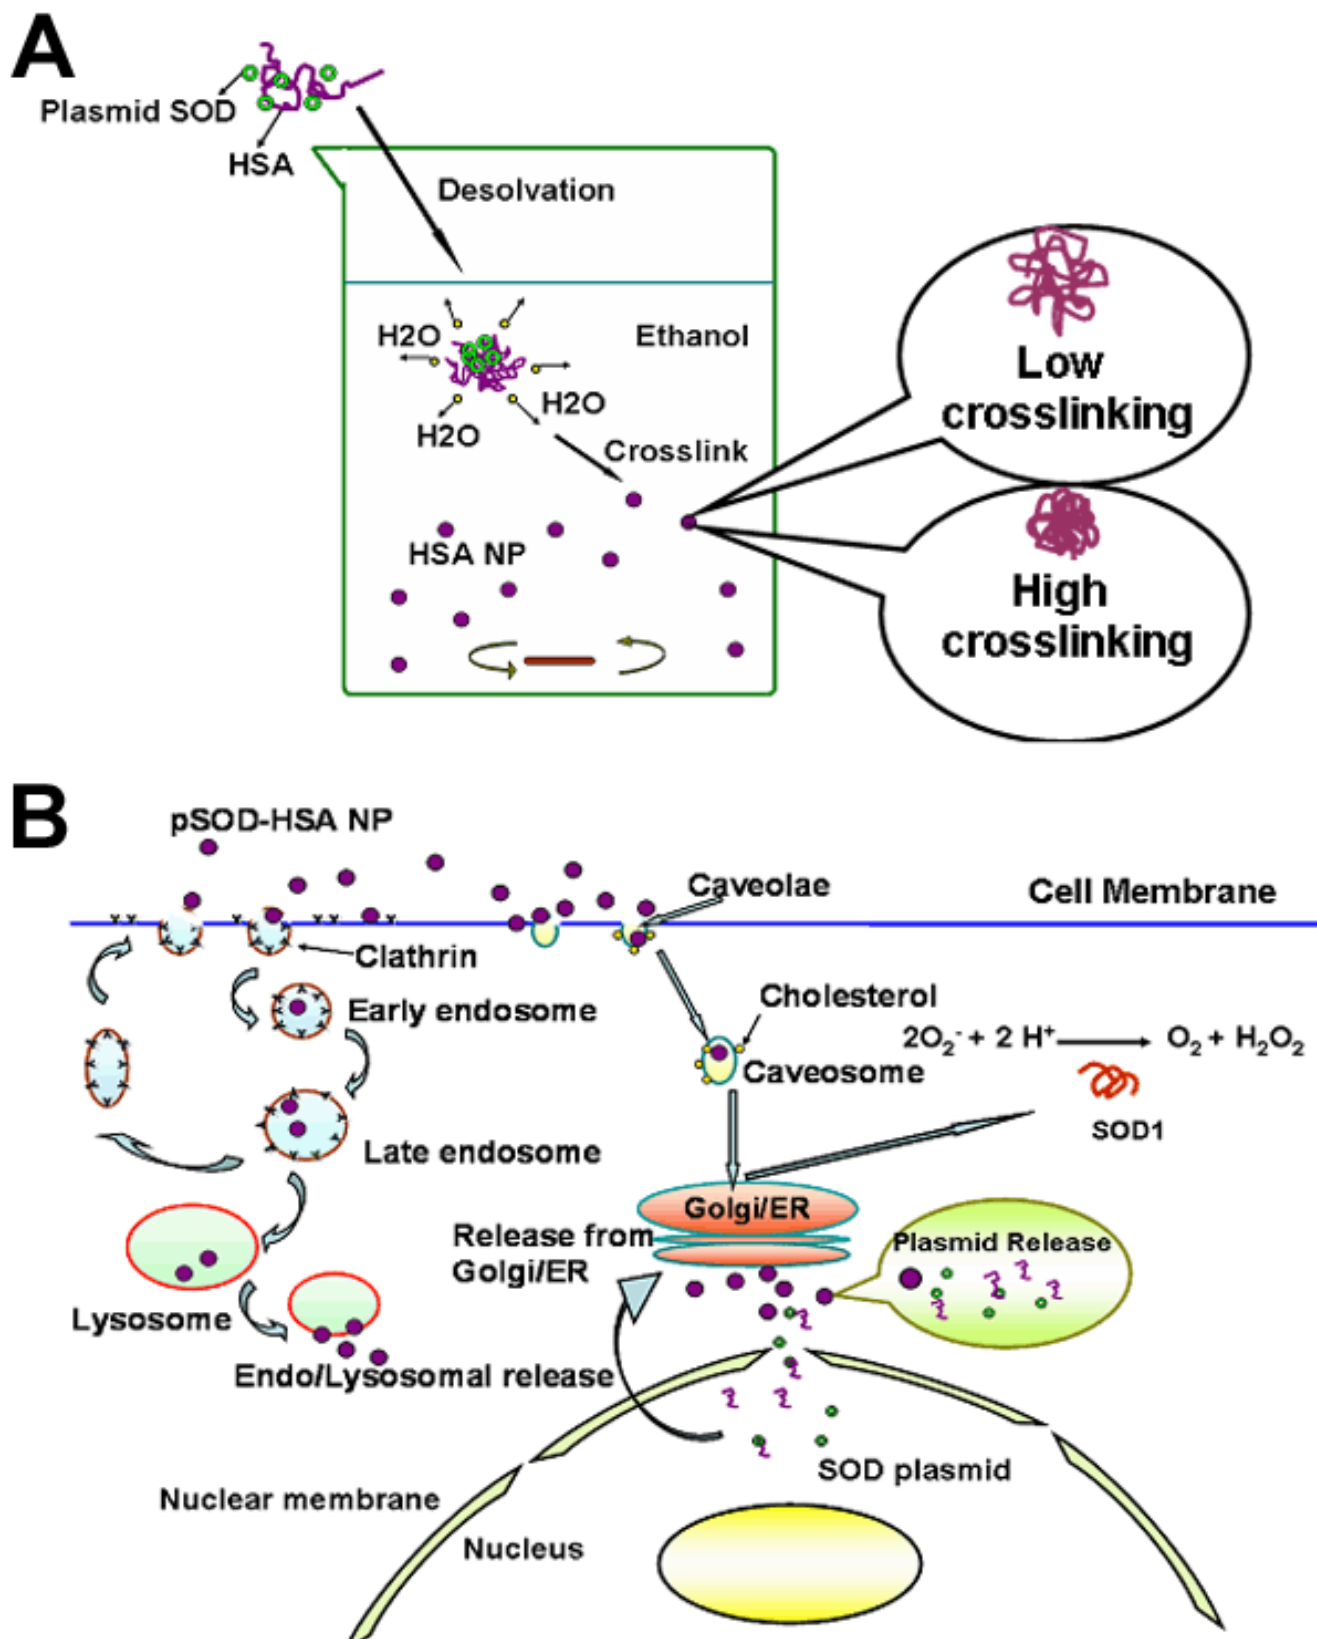 A
Plasmid SOD
HSA
Desolvation
H2O
Ethanol
H2O
H2O
Crosslink
HSA NP
Low
crosslinking
High
crosslinking
B
pSOD-HSA NP
Caveolae
Cell Membrane
Clathrin
Early endosome
Cholesterol
2O₂⁻ + 2 H⁺ → O₂ + H₂O₂
Caveosome
SOD1
Late endosome
Golgi/ER
Release from
Golgi/ER
Plasmid Release
Lysosome
Endo/Lysosomal release
SOD plasmid
Nuclear membrane
Nucleus